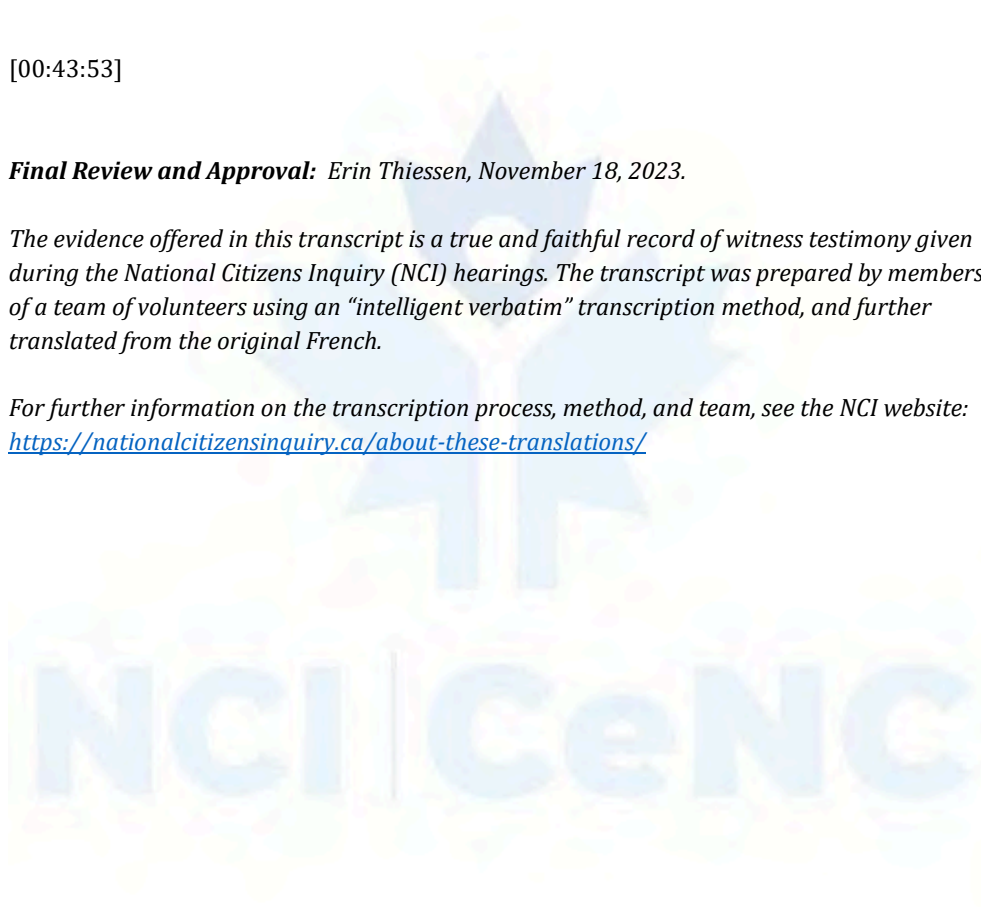 [00:43:53]
Final Review and Approval: Erin Thiessen, November 18, 2023.
The evidence offered in this transcript is a true and faithful record of witness testimony given
during the National Citizens Inquiry (NCI) hearings. The transcript was prepared by members
of a team of volunteers using an “intelligent verbatim” transcription method, and further
translated from the original French.
For further information on the transcription process, method, and team, see the NCI website:
https://nationalcitizensinquiry.ca/about-these-translations/
NCI | CeNC